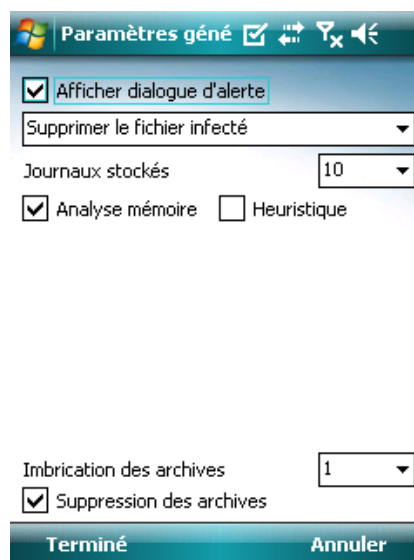 Paramètres géné
Afficher dialogue d'alerte
Supprimer le fichier infecté
Journaux stockés 10
Analyse mémoire Heuristique
Imbrication des archives 1
Suppression des archives
Terminé Annuler